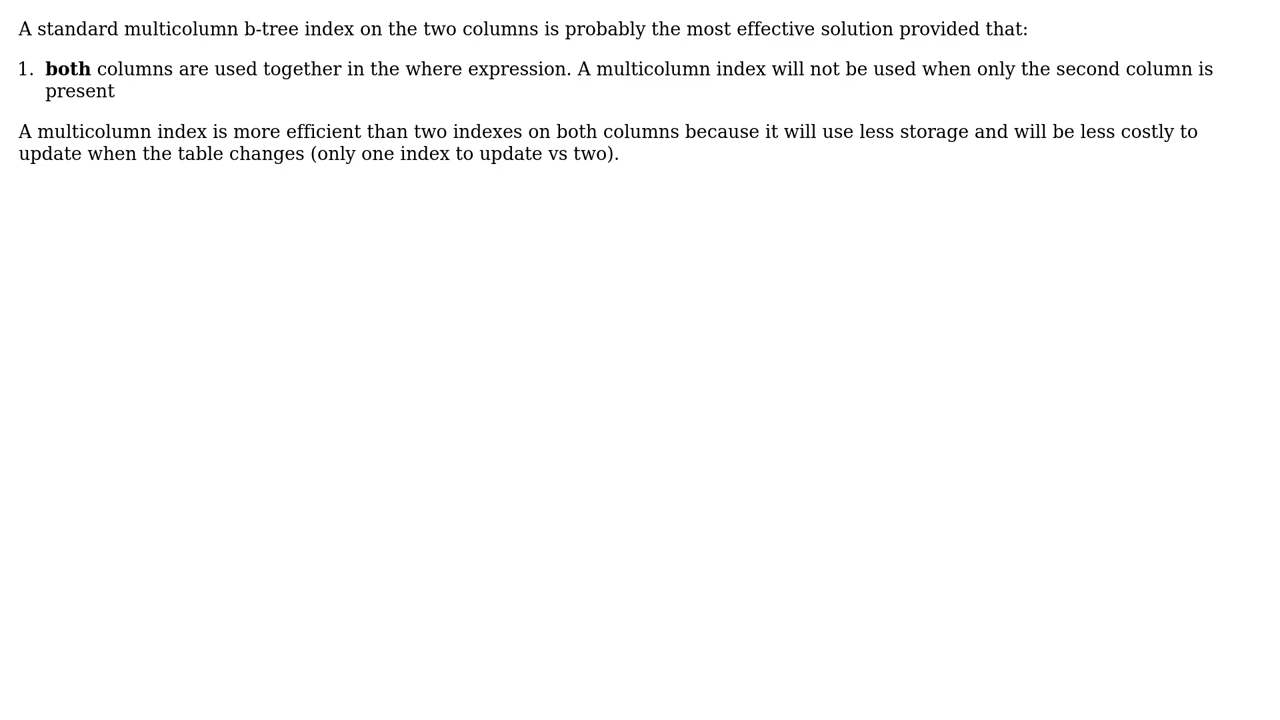 A standard multicolumn b-tree index on the two columns is probably the most effective solution provided that:
1. both columns are used together in the where expression. A multicolumn index will not be used when only the second column is
present
A multicolumn index is more efficient than two indexes on both columns because it will use less storage and will be less costly to
update when the table changes (only one index to update vs two).